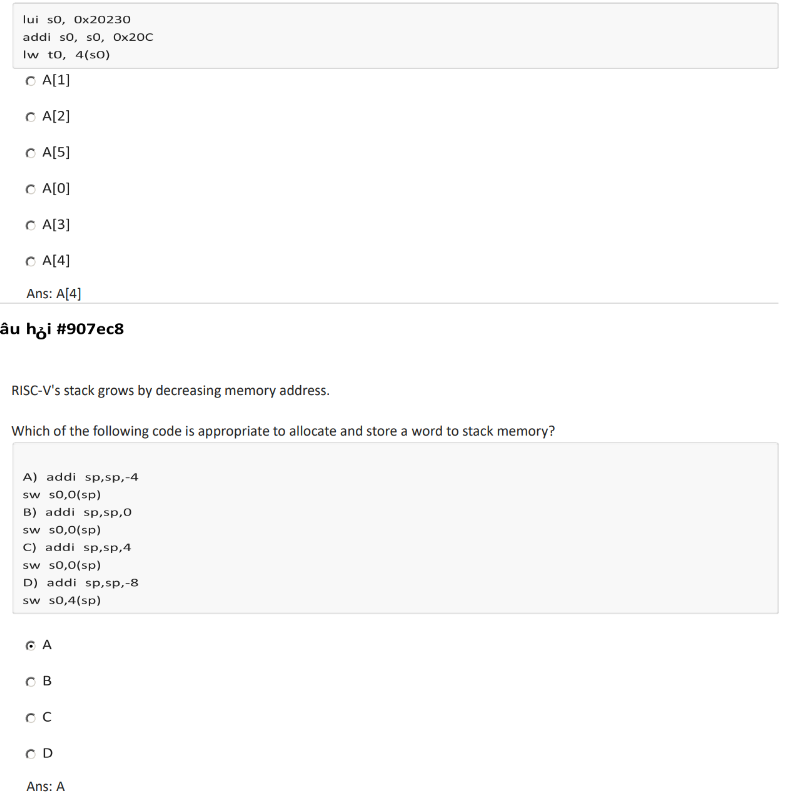 lui s0, 0x20230
addi s0, s0, 0x20C
lw t0, 4(s0)
A[1]
A[2]
A[5]
A[0]
A[3]
A[4]
Ans: A[4]
âu hỏi #907ec8
RISC-V's stack grows by decreasing memory address.
Which of the following code is appropriate to allocate and store a word to stack memory?
A) addi sp,sp,-4
sw s0,0(sp)
B) addi sp,sp,0
sw s0,0(sp)
C) addi sp,sp,4
sw s0,0(sp)
D) addi sp,sp,-8
sw s0,4(sp)
A
B
C
D
Ans: A